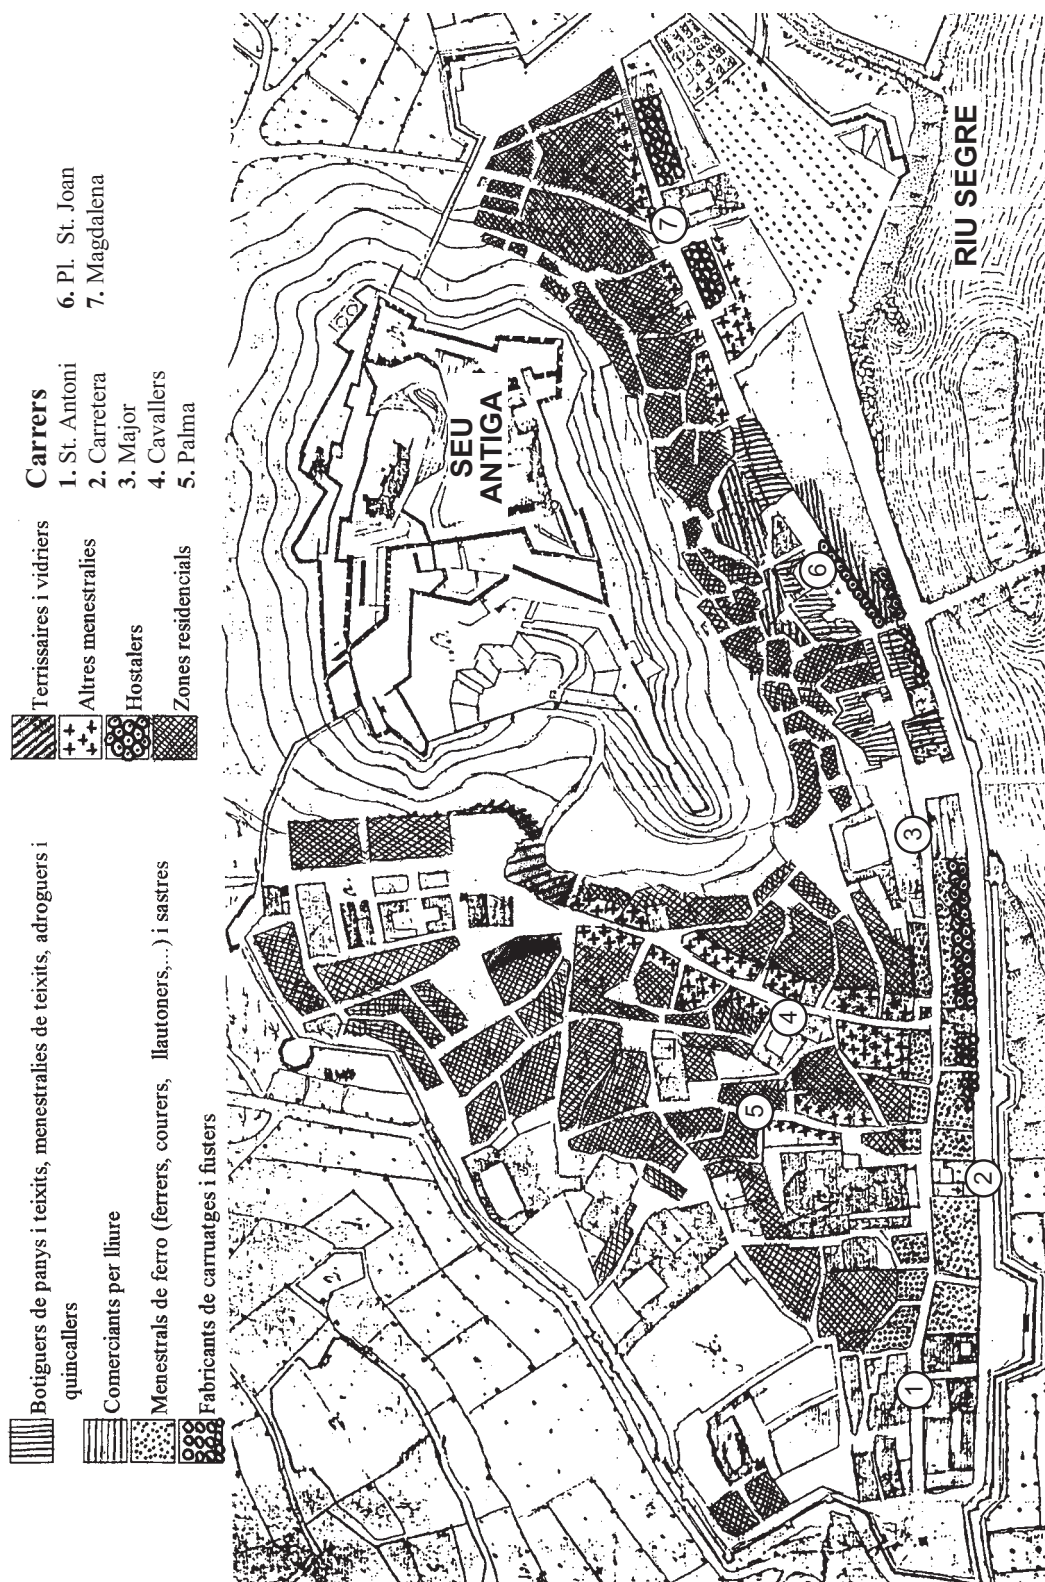 Botiguers de panys i teixits, menestralies de teixits, adroguers i
quincallers
Comerciants per lliure
Menestrals de ferro (ferrers, courers, llautoners,...) i sastres
Fabricants de carruatges i fusters
Terrissaires i vidriers
Altres menestralies
Hostalers
Zones residencials
Carrers
1. St. Antoni
2. Carretera
3. Major
4. Cavallers
5. Palma
6. Pl. St. Joan
7. Magdalena
SEU
ANTIGA
RIU SEGRE
1
2
3
4
5
6
7